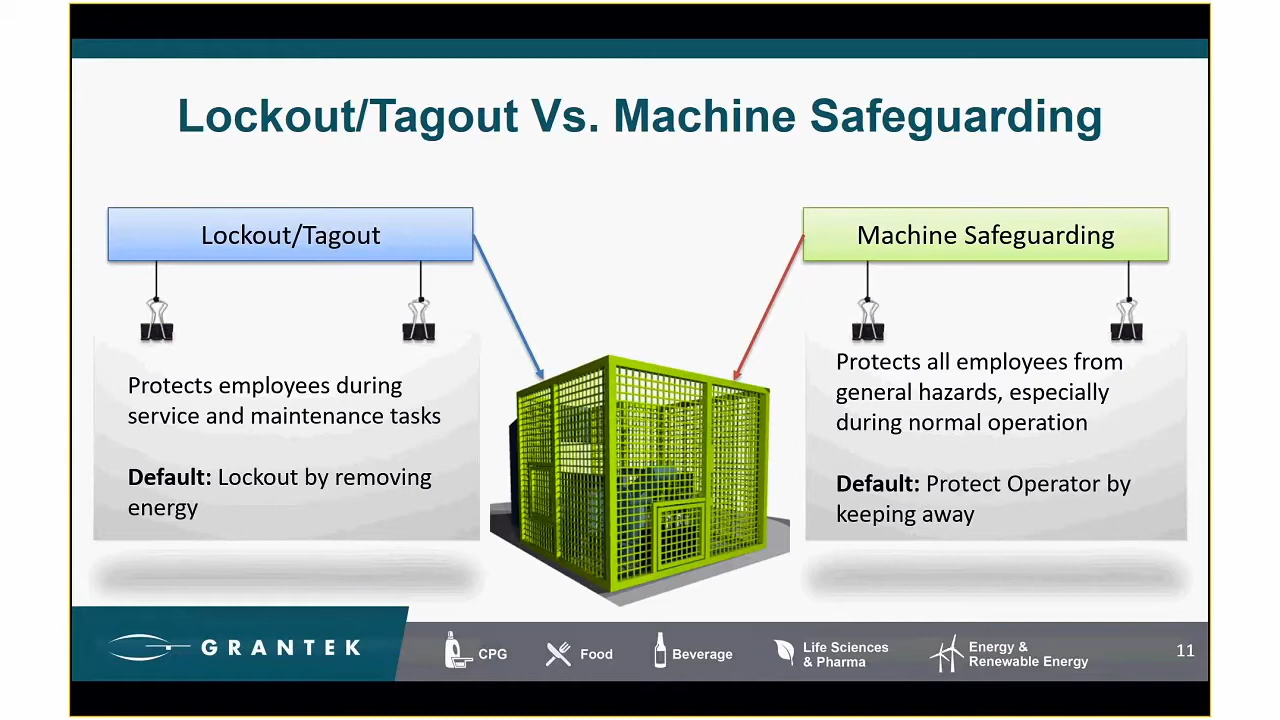 Lockout/Tagout Vs. Machine Safeguarding
Lockout/Tagout
Protects employees during
service and maintenance tasks
Default: Lockout by removing
energy
Machine Safeguarding
Protects all employees from
general hazards, especially
during normal operation
Default: Protect Operator by
keeping away
GRANTEK
CPG
Food
Beverage
Life Sciences
& Pharma
Energy &
Renewable Energy
11